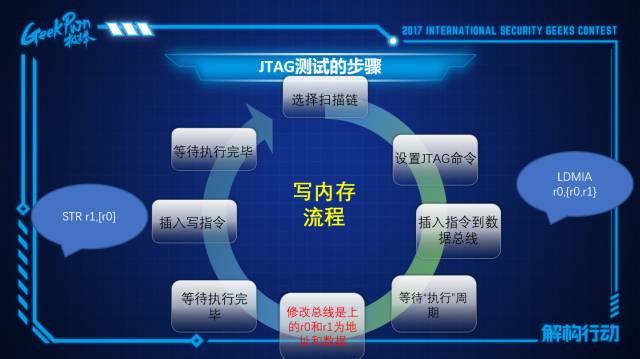 GeekPwn
极棒
2017 INTERNATIONAL SECURITY GEEKS CONTEST
JTAG测试的步骤
选择扫描链
等待执行完毕
设置JTAG命令
写内存
流程
LDMIA
r0,{r0,r1}
STR r1,[r0]
插入写指令
插入指令到数
据总线
等待执行完
毕
修改总线是上
的r0和r1为地
址和数据
等待“执行”周
期
解构行动